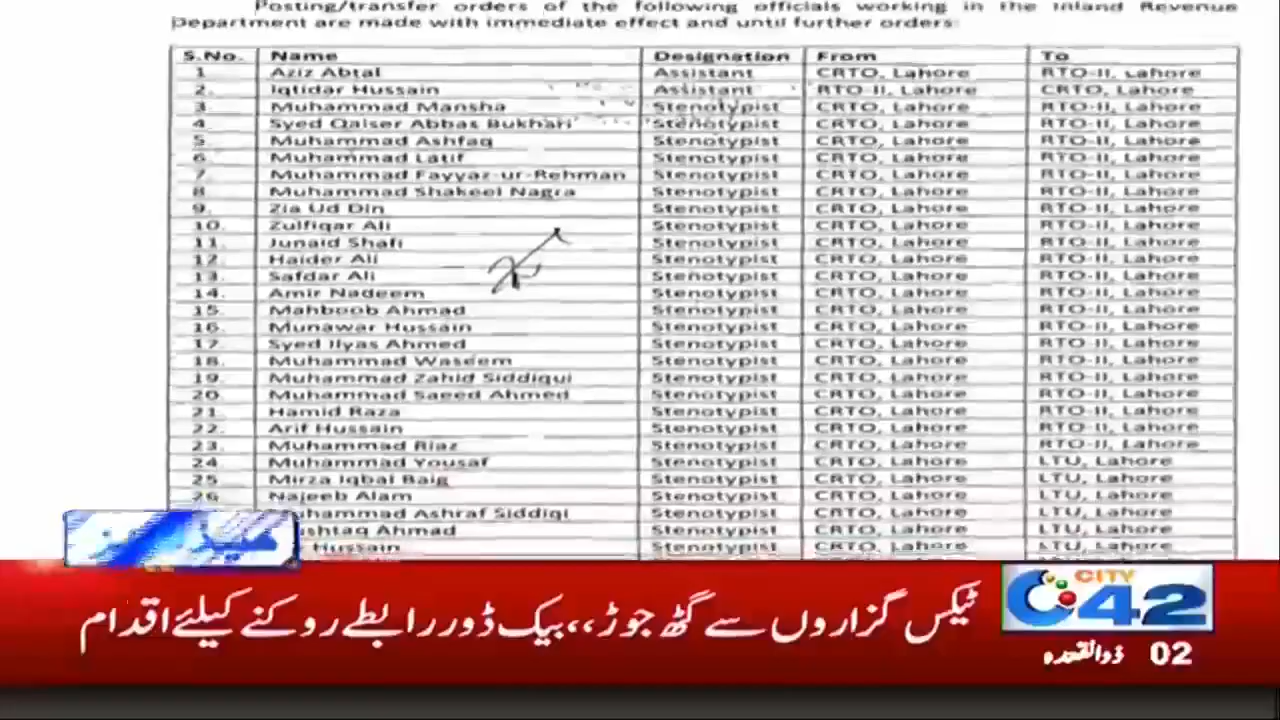 Posting/transfer orders of the following officials working in the Inland Revenue
Department are made with immediate effect and until further orders:
S.No. Name Designation From To
1. Aziz Abtal Assistant CRTO, Lahore RTO-II, Lahore
2. Iqtidar Hussain Assistant RTO-II, Lahore CRTO, Lahore
3. Muhammad Mansha Stenotypist CRTO, Lahore RTO-II, Lahore
4. Syed Qaiser Abbas Bukhari Stenotypist CRTO, Lahore RTO-II, Lahore
5. Muhammad Ashfaq Stenotypist CRTO, Lahore RTO-II, Lahore
6. Muhammad Latif Stenotypist CRTO, Lahore RTO-II, Lahore
7. Muhammad Fayyaz-ur-Rehman Stenotypist CRTO, Lahore RTO-II, Lahore
8. Muhammad Shakeel Nagra Stenotypist CRTO, Lahore RTO-II, Lahore
9. Zia Ud Din Stenotypist CRTO, Lahore RTO-II, Lahore
10. Zulfiqar Ali Stenotypist CRTO, Lahore RTO-II, Lahore
11. Junaid Shafi Stenotypist CRTO, Lahore RTO-II, Lahore
12. Haider Ali Stenotypist CRTO, Lahore RTO-II, Lahore
13. Safdar Ali Stenotypist CRTO, Lahore RTO-II, Lahore
14. Amir Nadeem Stenotypist CRTO, Lahore RTO-II, Lahore
15. Mahboob Ahmad Stenotypist CRTO, Lahore RTO-II, Lahore
16. Munawar Hussain Stenotypist CRTO, Lahore RTO-II, Lahore
17. Syed Ilyas Ahmed Stenotypist CRTO, Lahore RTO-II, Lahore
18. Muhammad Waseem Stenotypist CRTO, Lahore RTO-II, Lahore
19. Muhammad Zahid Siddiqui Stenotypist CRTO, Lahore RTO-II, Lahore
20. Muhammad Saeed Ahmed Stenotypist CRTO, Lahore RTO-II, Lahore
21. Hamid Raza Stenotypist CRTO, Lahore RTO-II, Lahore
22. Arif Hussain Stenotypist CRTO, Lahore RTO-II, Lahore
23. Muhammad Riaz Stenotypist CRTO, Lahore RTO-II, Lahore
24. Muhammad Yousaf Stenotypist CRTO, Lahore LTU, Lahore
25. Mirza Iqbal Baig Stenotypist CRTO, Lahore LTU, Lahore
26. Najeeb Alam Stenotypist CRTO, Lahore LTU, Lahore
Ashraf Siddiqi Stenotypist CRTO, Lahore LTU, Lahore
Ahmad Stenotypist CRTO, Lahore LTU, Lahore
Hussain Stenotypist CRTO, Lahore LTU, Lahore
ٹیکس گزاروں سے گٹھ جوڑ،،بیک ڈور رابطے روکنے کیلئے اقدام
CITY
42
02 ذوالقعدہ